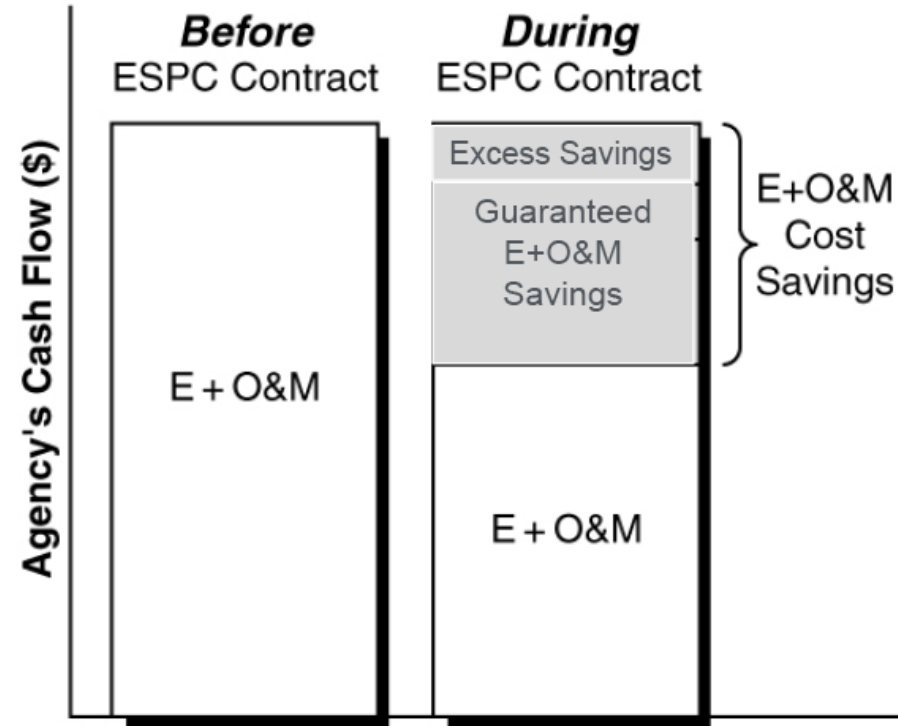 Before
ESPC Contract
During
ESPC Contract
Agency's Cash Flow ($)
E + O&M
Excess Savings
Guaranteed
E+O&M
Savings
E + O&M
E+O&M
Cost
Savings